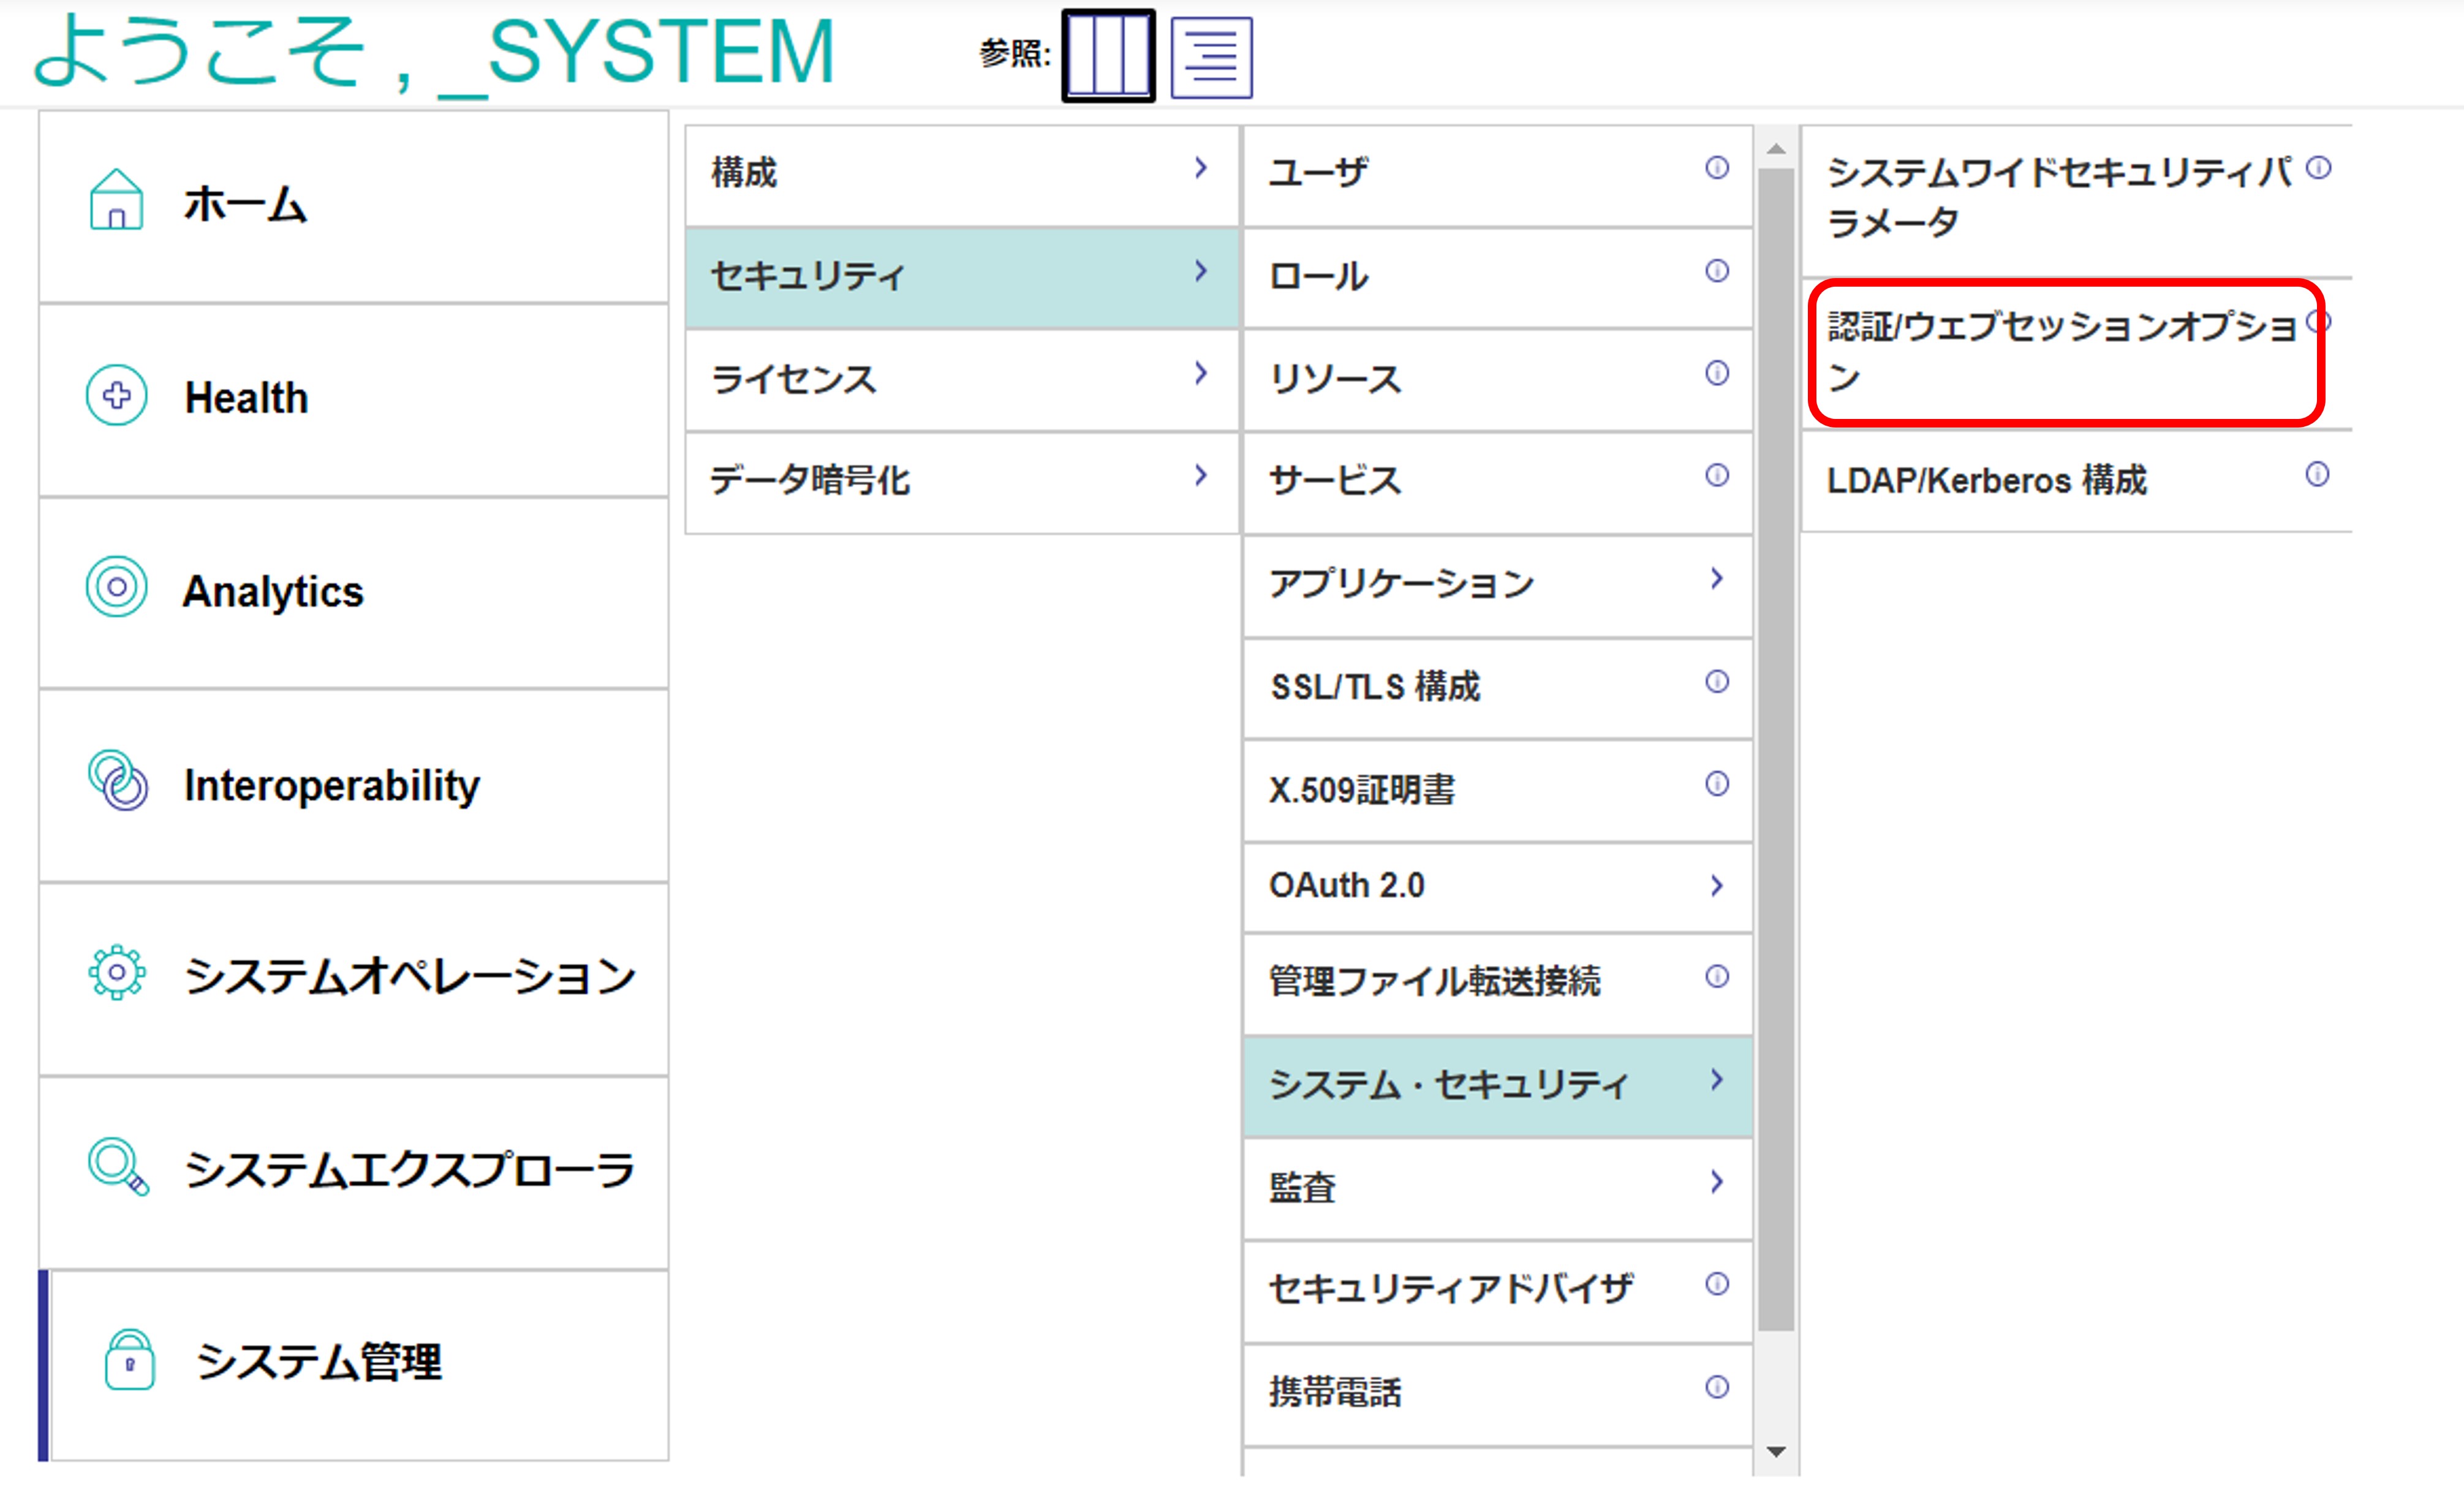 ようこそ , _SYSTEM
参照:
ホーム
Health
Analytics
Interoperability
システムオペレーション
システムエクスプローラ
システム管理
構成
セキュリティ
ライセンス
データ暗号化
ユーザ
ロール
リソース
サービス
アプリケーション
SSL/TLS 構成
X.509証明書
OAuth 2.0
管理ファイル転送接続
システム・セキュリティ
監査
セキュリティアドバイザ
携帯電話
システムワイドセキュリティパ
ラメータ
認証/ウェブセッションオプショ
ン
LDAP/Kerberos 構成